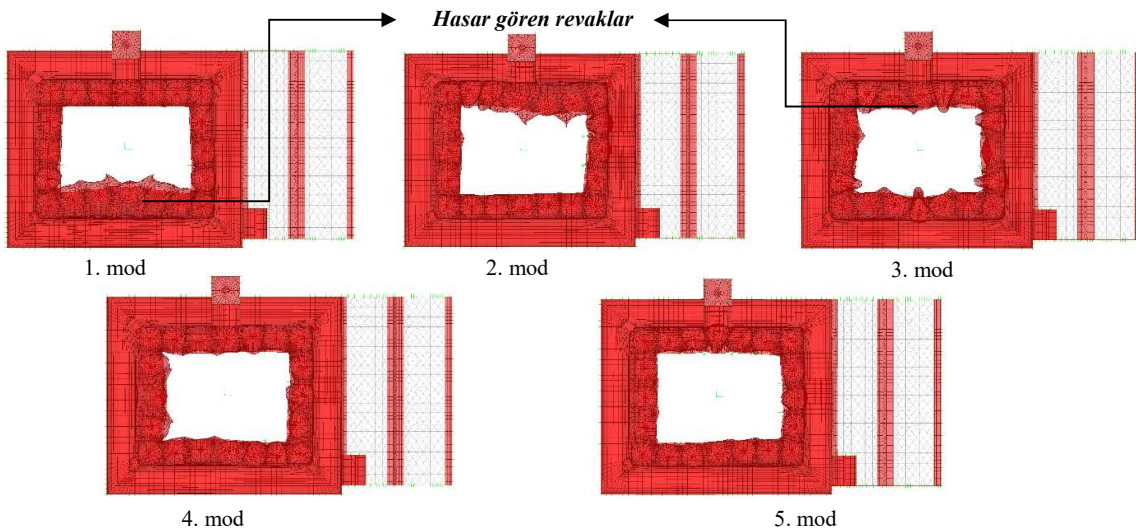 Hasar gören revaklar
1. mod
2. mod
3. mod
4. mod
5. mod